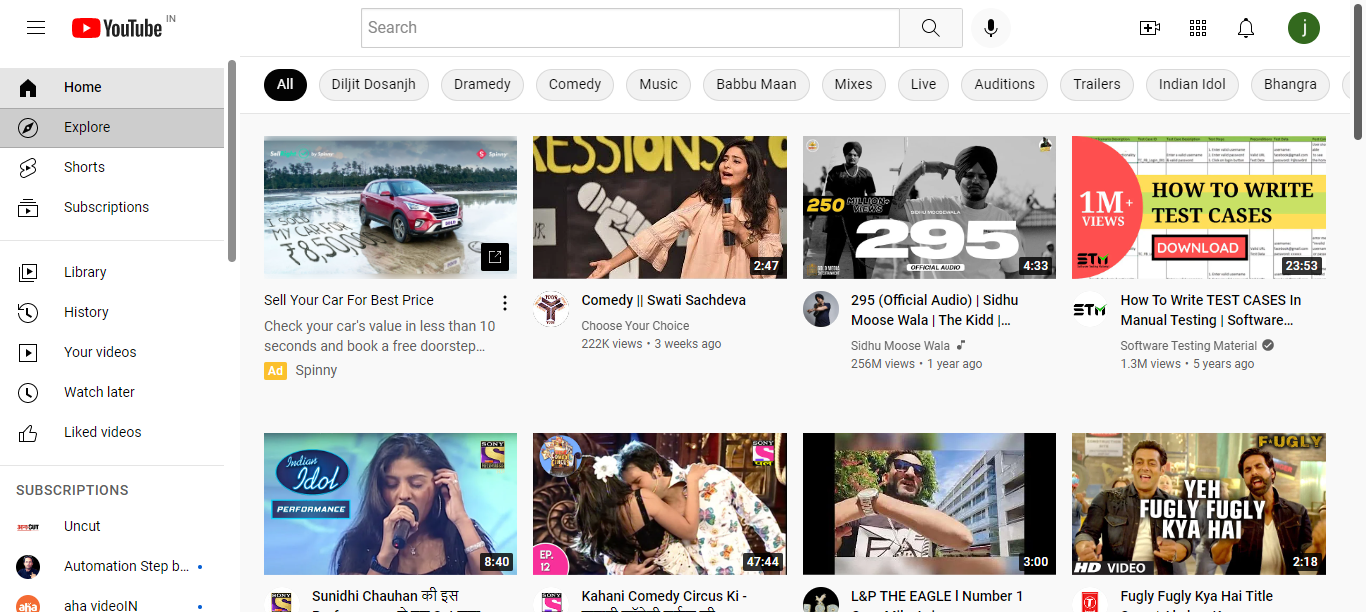 YouTube IN
Search
j
Home
Explore
Shorts
Subscriptions
Library
History
Your videos
Watch later
Liked videos
SUBSCRIPTIONS
Uncut
Automation Step b...
aha videoIN
All
Diljit Dosanjh
Dramedy
Comedy
Music
Babbu Maan
Mixes
Live
Auditions
Trailers
Indian Idol
Bhangra
I SOLD
MY CAR FOR
₹8,50,000
Spinny
Sell Your Car For Best Price
Check your car's value in less than 10
seconds and book a free doorstep...
Ad Spinny
2:47
Comedy || Swati Sachdeva
Choose Your Choice
222K views • 3 weeks ago
250 MILLION+
VIEWS
SIDHU MOOSEWALA
295
OFFICIAL AUDIO
4:33
295 (Official Audio) | Sidhu
Moose Wala | The Kidd |...
Sidhu Moose Wala
256M views • 1 year ago
1M+
VIEWS
HOW TO WRITE
TEST CASES
DOWNLOAD
STM
23:53
STM
How To Write TEST CASES In
Manual Testing | Software...
Software Testing Material
1.3M views • 5 years ago
Indian
Idol
PERFORMANCE
SONY
8:40
SONY
Sunidhi Chauhan की इस
SONY
EP.
12
47:44
SONY
Kahani Comedy Circus Ki -
3:00
L&P THE EAGLE l Number 1
FUGLY
YEH
FUGLY FUGLY
KYA HAI
HD VIDEO
2:18
Fugly Fugly Kya Hai Title